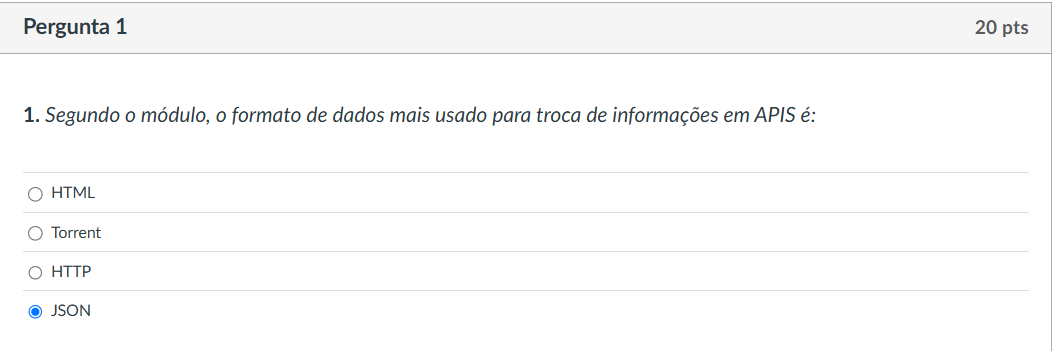 Pergunta 1
20 pts
1. Segundo o módulo, o formato de dados mais usado para troca de informações em APIS é:
HTML
Torrent
HTTP
JSON